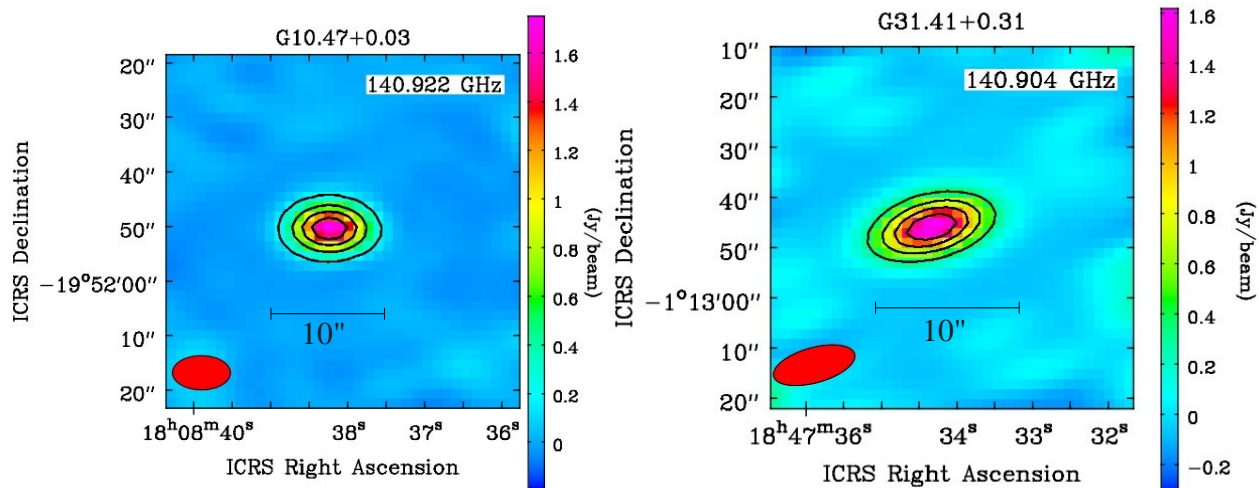 G10.47+0.03
140.922 GHz
20"
30"
40"
50"
−19°52'00"
10"
20"
10"
18ʰ08ᵐ40ˢ
38ˢ
37ˢ
36ˢ
ICRS Right Ascension
ICRS Declination
1.6
1.4
1.2
1
0.8
0.6
0.4
0.2
0
(Jy/beam)
G31.41+0.31
140.904 GHz
10"
20"
30"
40"
50"
−1°13'00"
10"
20"
10"
18ʰ47ᵐ36ˢ
34ˢ
33ˢ
32ˢ
ICRS Right Ascension
ICRS Declination
1.6
1.4
1.2
1
0.8
0.6
0.4
0.2
0
−0.2
(Jy/beam)